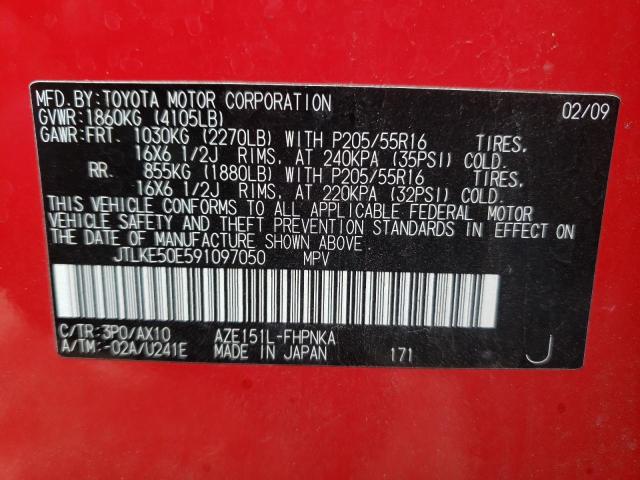 MFD.BY:TOYOTA MOTOR CORPORATION 02/09
GVWR:1860KG (4105LB)
GAWR:FRT. 1030KG (2270LB) WITH P205/55R16 TIRES,
16X6 1/2J RIMS, AT 240KPA (35PSI) COLD.
RR. 855KG (1880LB) WITH P205/55R16 TIRES,
16X6 1/2J RIMS, AT 220KPA (32PSI) COLD.
THIS VEHICLE CONFORMS TO ALL APPLICABLE FEDERAL MOTOR
VEHICLE SAFETY AND THEFT PREVENTION STANDARDS IN EFFECT ON
THE DATE OF MANUFACTURE SHOWN ABOVE.
JTLKE50E591097050 MPV
C/TR:3P0/AX10 AZE151L-FHPNKA
A/TM:-02A/U241E MADE IN JAPAN 171 J